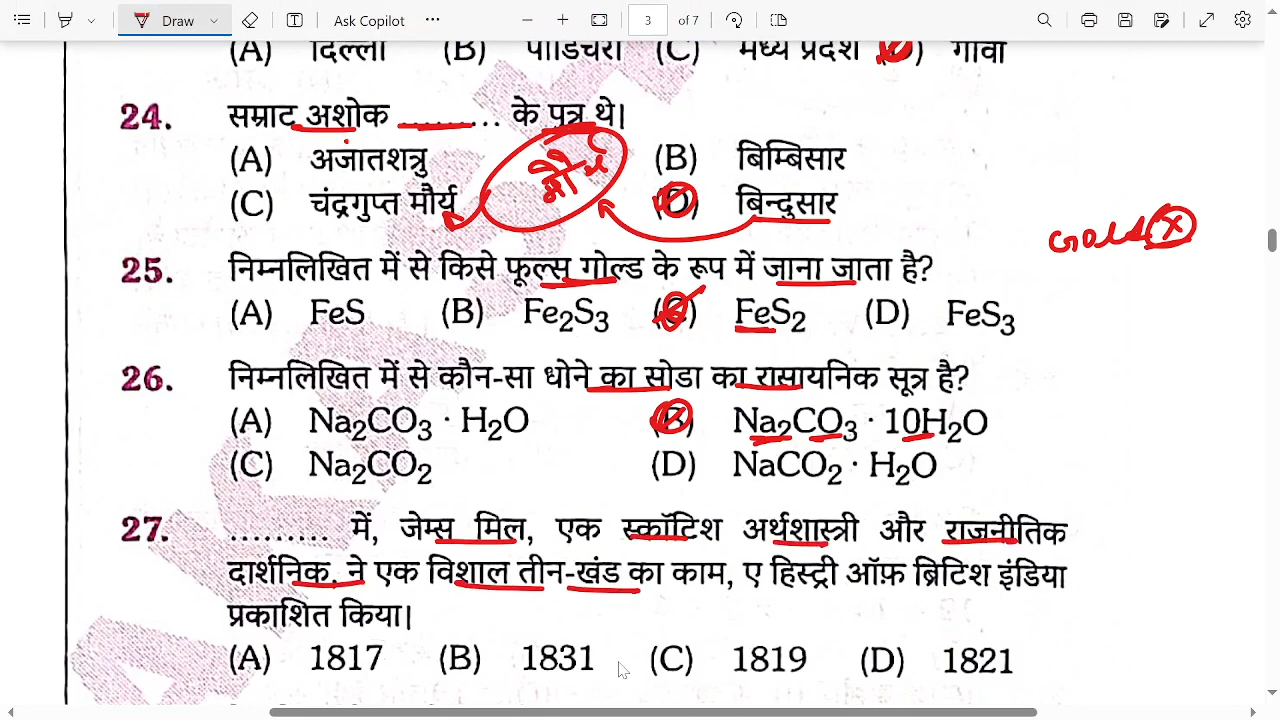 Draw Ask Copilot 3 of 7
(A) दिल्ली (B) पांडिचेरी (C) मध्य प्रदेश गोवा
24. सम्राट अशोक ......... के पुत्र थे।
(A) अजातशत्रु (B) बिम्बिसार
मौर्य
(C) चंद्रगुप्त मौर्य (D) बिन्दुसार
Gold X
25. निम्नलिखित में से किसे फूल्स गोल्ड के रूप में जाना जाता है?
(A) FeS (B) Fe₂S₃ (C) FeS₂ (D) FeS₃
26. निम्नलिखित में से कौन-सा धोने का सोडा का रासायनिक सूत्र है?
(A) Na₂CO₃ · H₂O (B) Na₂CO₃ · 10H₂O
(C) Na₂CO₂ (D) NaCO₂ · H₂O
27. ......... में, जेम्स मिल, एक स्कॉटिश अर्थशास्त्री और राजनीतिक
दार्शनिक, ने एक विशाल तीन-खंड का काम, ए हिस्ट्री ऑफ़ ब्रिटिश इंडिया
प्रकाशित किया।
(A) 1817 (B) 1831 (C) 1819 (D) 1821